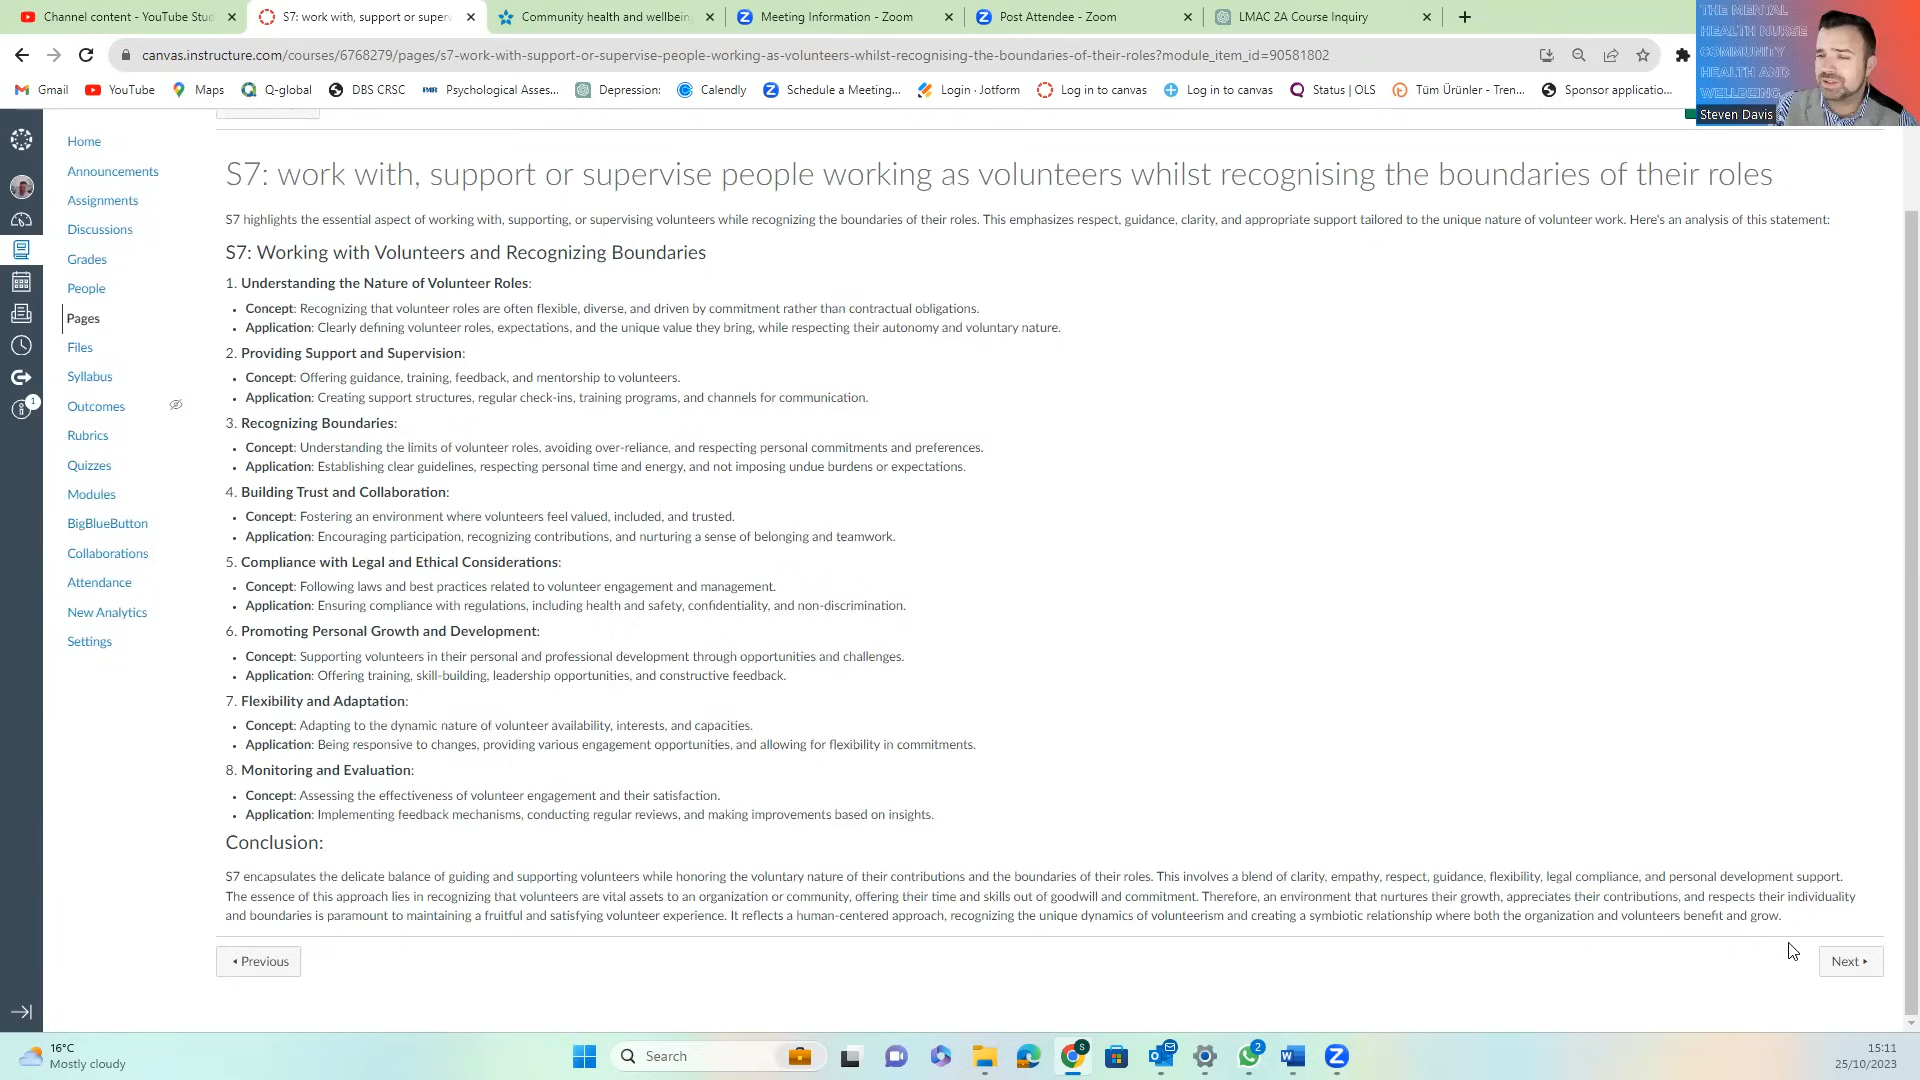 Channel content - YouTube Stud
S7: work with, support or superv
Community health and wellbein
Meeting Information - Zoom
Post Attendee - Zoom
LMAC 2A Course Inquiry
canvas.instructure.com/courses/6768279/pages/s7-work-with-support-or-supervise-people-working-as-volunteers-whilst-recognising-the-boundaries-of-their-roles?module_item_id=90581802
Gmail
YouTube
Maps
Q-global
DBS CRSC
Psychological Asses...
Depression:
Calendly
Schedule a Meeting...
Login · Jotform
Log in to canvas
Log in to canvas
Status | OLS
Tüm Ürünler - Tren...
Sponsor applicatio...
THE MENTAL
HEALTH NURSE
COMMUNITY
HEALTH AND
WELLBEING
Steven Davis
Home
Announcements
Assignments
Discussions
Grades
People
Pages
Files
Syllabus
Outcomes
Rubrics
Quizzes
Modules
BigBlueButton
Collaborations
Attendance
New Analytics
Settings
1
S7: work with, support or supervise people working as volunteers whilst recognising the boundaries of their roles
S7 highlights the essential aspect of working with, supporting, or supervising volunteers while recognizing the boundaries of their roles. This emphasizes respect, guidance, clarity, and appropriate support tailored to the unique nature of volunteer work. Here's an analysis of this statement:
S7: Working with Volunteers and Recognizing Boundaries
1. Understanding the Nature of Volunteer Roles:
• Concept: Recognizing that volunteer roles are often flexible, diverse, and driven by commitment rather than contractual obligations.
• Application: Clearly defining volunteer roles, expectations, and the unique value they bring, while respecting their autonomy and voluntary nature.
2. Providing Support and Supervision:
• Concept: Offering guidance, training, feedback, and mentorship to volunteers.
• Application: Creating support structures, regular check-ins, training programs, and channels for communication.
3. Recognizing Boundaries:
• Concept: Understanding the limits of volunteer roles, avoiding over-reliance, and respecting personal commitments and preferences.
• Application: Establishing clear guidelines, respecting personal time and energy, and not imposing undue burdens or expectations.
4. Building Trust and Collaboration:
• Concept: Fostering an environment where volunteers feel valued, included, and trusted.
• Application: Encouraging participation, recognizing contributions, and nurturing a sense of belonging and teamwork.
5. Compliance with Legal and Ethical Considerations:
• Concept: Following laws and best practices related to volunteer engagement and management.
• Application: Ensuring compliance with regulations, including health and safety, confidentiality, and non-discrimination.
6. Promoting Personal Growth and Development:
• Concept: Supporting volunteers in their personal and professional development through opportunities and challenges.
• Application: Offering training, skill-building, leadership opportunities, and constructive feedback.
7. Flexibility and Adaptation:
• Concept: Adapting to the dynamic nature of volunteer availability, interests, and capacities.
• Application: Being responsive to changes, providing various engagement opportunities, and allowing for flexibility in commitments.
8. Monitoring and Evaluation:
• Concept: Assessing the effectiveness of volunteer engagement and their satisfaction.
• Application: Implementing feedback mechanisms, conducting regular reviews, and making improvements based on insights.
Conclusion:
S7 encapsulates the delicate balance of guiding and supporting volunteers while honoring the voluntary nature of their contributions and the boundaries of their roles. This involves a blend of clarity, empathy, respect, guidance, flexibility, legal compliance, and personal development support.
The essence of this approach lies in recognizing that volunteers are vital assets to an organization or community, offering their time and skills out of goodwill and commitment. Therefore, an environment that nurtures their growth, appreciates their contributions, and respects their individuality
and boundaries is paramount to maintaining a fruitful and satisfying volunteer experience. It reflects a human-centered approach, recognizing the unique dynamics of volunteerism and creating a symbiotic relationship where both the organization and volunteers benefit and grow.
Previous
Next
16°C
Mostly cloudy
Search
S
2
15:11
25/10/2023